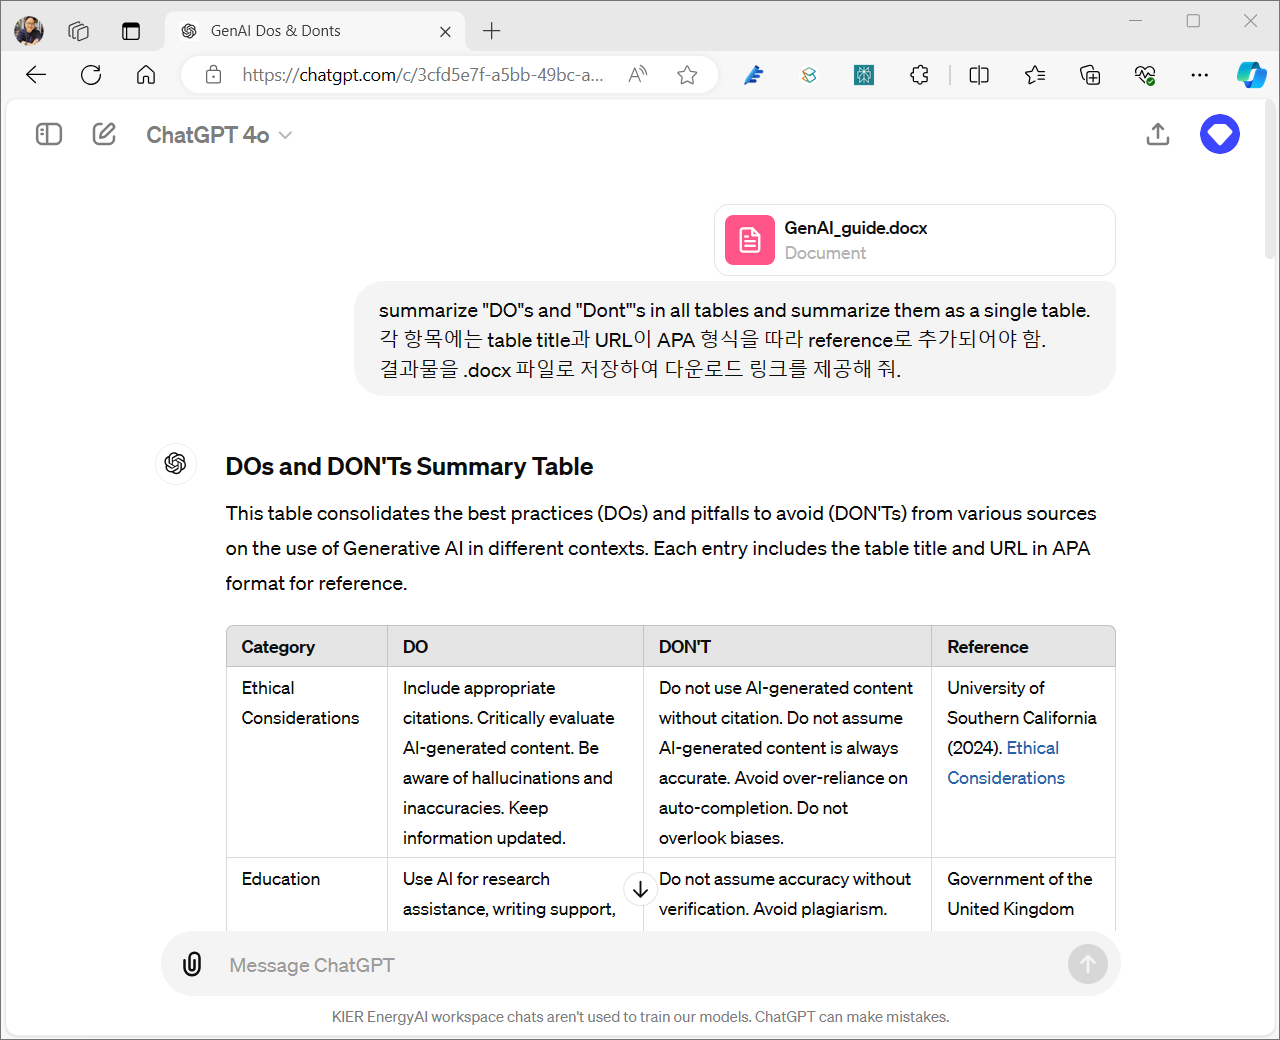 GenAI Dos & Donts
https://chatgpt.com/c/3cfd5e7f-a5bb-49bc-a...
ChatGPT 4o
GenAI_guide.docx
Document
summarize "DO"s and "Dont"'s in all tables and summarize them as a single table.
각 항목에는 table title과 URL이 APA 형식을 따라 reference로 추가되어야 함.
결과물을 .docx 파일로 저장하여 다운로드 링크를 제공해 줘.
DOs and DON'Ts Summary Table
This table consolidates the best practices (DOs) and pitfalls to avoid (DON'Ts) from various sources
on the use of Generative AI in different contexts. Each entry includes the table title and URL in APA
format for reference.
Category
DO
DON'T
Reference
Ethical
Considerations
Include appropriate
citations. Critically evaluate
AI-generated content. Be
aware of hallucinations and
inaccuracies. Keep
information updated.
Do not use AI-generated content
without citation. Do not assume
AI-generated content is always
accurate. Avoid over-reliance on
auto-completion. Do not
overlook biases.
University of
Southern California
(2024). Ethical
Considerations
Education
Use AI for research
assistance, writing support,
Do not assume accuracy without
verification. Avoid plagiarism.
Government of the
United Kingdom
Message ChatGPT
KIER EnergyAI workspace chats aren't used to train our models. ChatGPT can make mistakes.